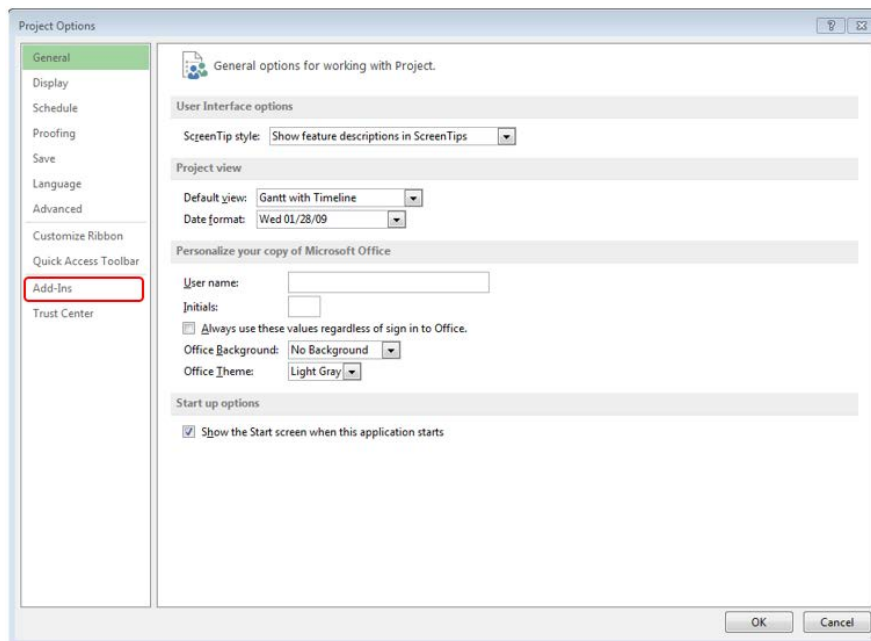 Project Options
General
Display
Schedule
Proofing
Save
Language
Advanced
Customize Ribbon
Quick Access Toolbar
Add-Ins
Trust Center
General options for working with Project.
User Interface options
ScreenTip style: Show feature descriptions in ScreenTips
Project view
Default view: Gantt with Timeline
Date format: Wed 01/28/09
Personalize your copy of Microsoft Office
User name:
Initials:
Always use these values regardless of sign in to Office.
Office Background: No Background
Office Theme: Light Gray
Start up options
Show the Start screen when this application starts
OK Cancel